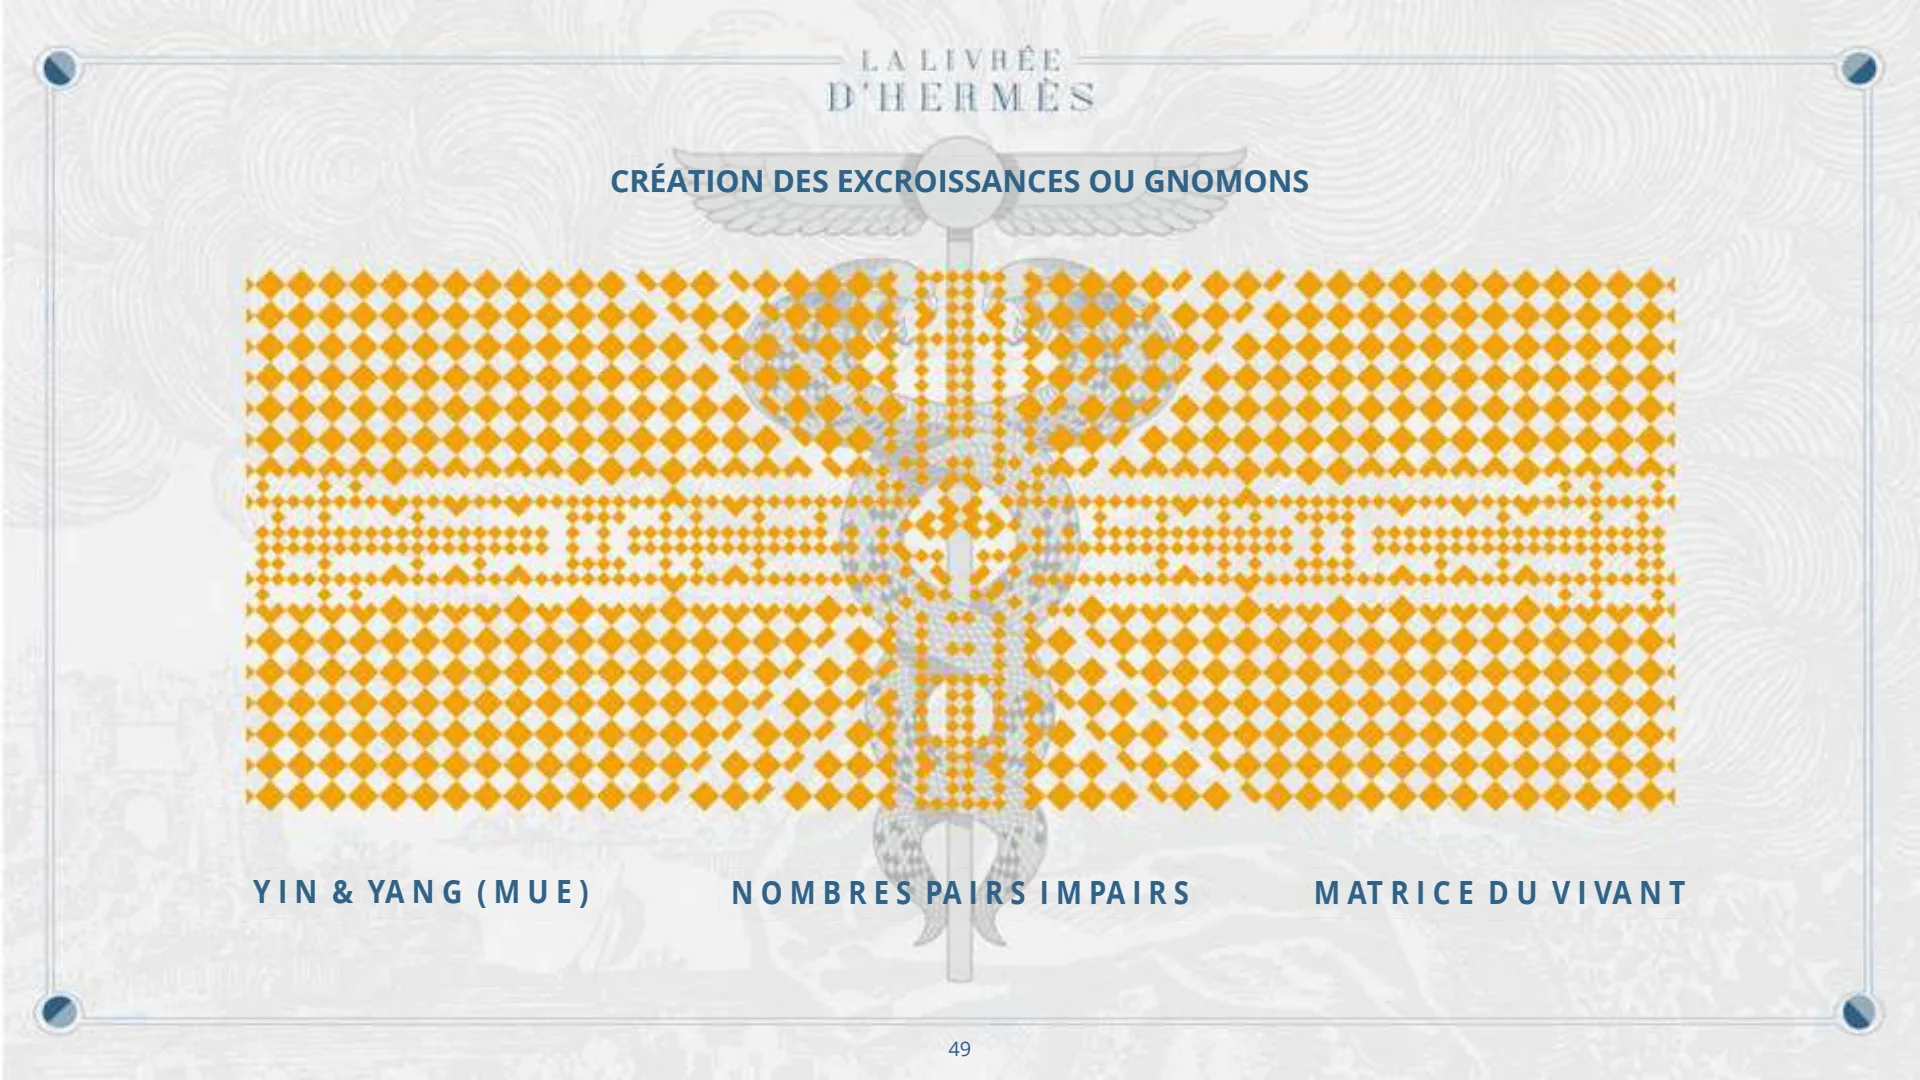 LA LIVRÉE
D'HERMÈS
CRÉATION DES EXCROISSANCES OU GNOMONS
YIN & YANG (MUE)
NOMBRES PAIRS IMPAIRS
MATRICE DU VIVANT
49